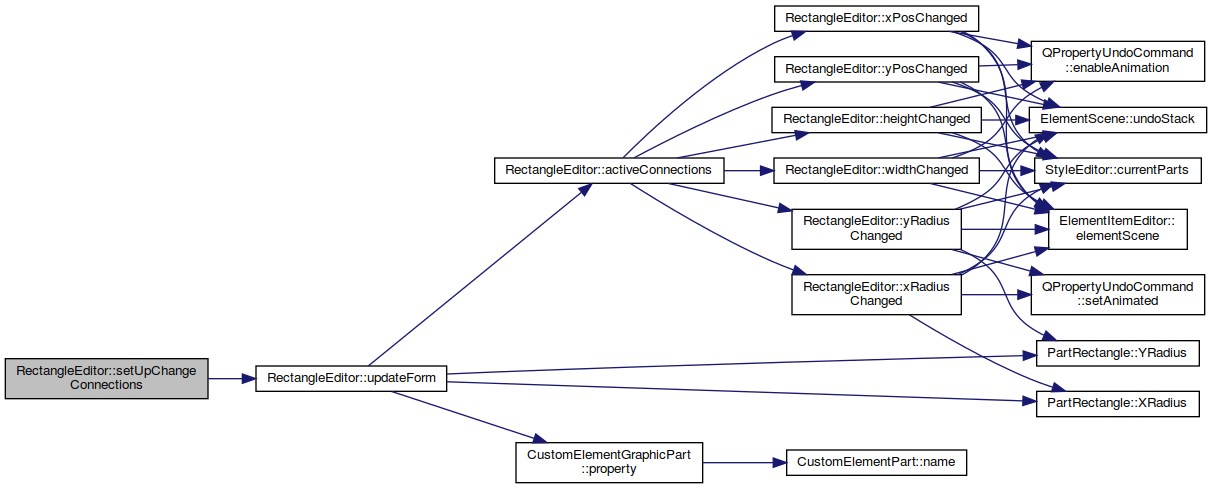 RectangleEditor::setUpChange
Connections
RectangleEditor::updateForm
RectangleEditor::activeConnections
CustomElementGraphicPart
::property
RectangleEditor::xPosChanged
RectangleEditor::yPosChanged
RectangleEditor::heightChanged
RectangleEditor::widthChanged
RectangleEditor::yRadius
Changed
RectangleEditor::xRadius
Changed
CustomElementPart::name
QPropertyUndoCommand
::enableAnimation
ElementScene::undoStack
StyleEditor::currentParts
ElementItemEditor::
elementScene
QPropertyUndoCommand
::setAnimated
PartRectangle::YRadius
PartRectangle::XRadius